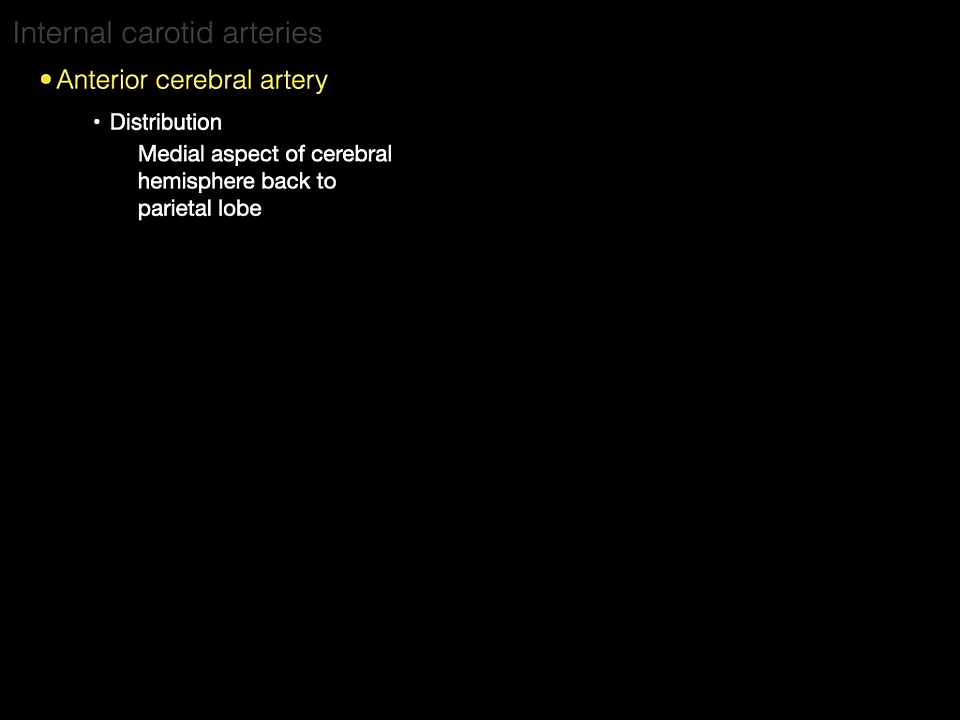 Internal carotid arteries
• Anterior cerebral artery
• Distribution
Medial aspect of cerebral
hemisphere back to
parietal lobe